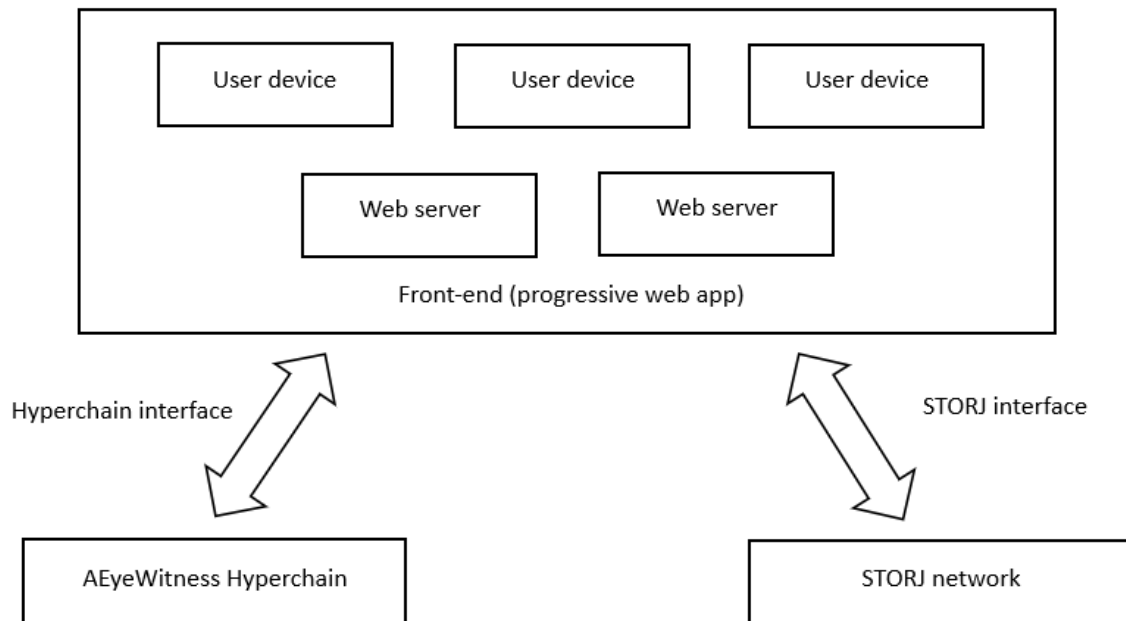 User device
User device
User device
Web server
Web server
Front-end (progressive web app)
Hyperchain interface
STORJ interface
AEyeWitness Hyperchain
STORJ network